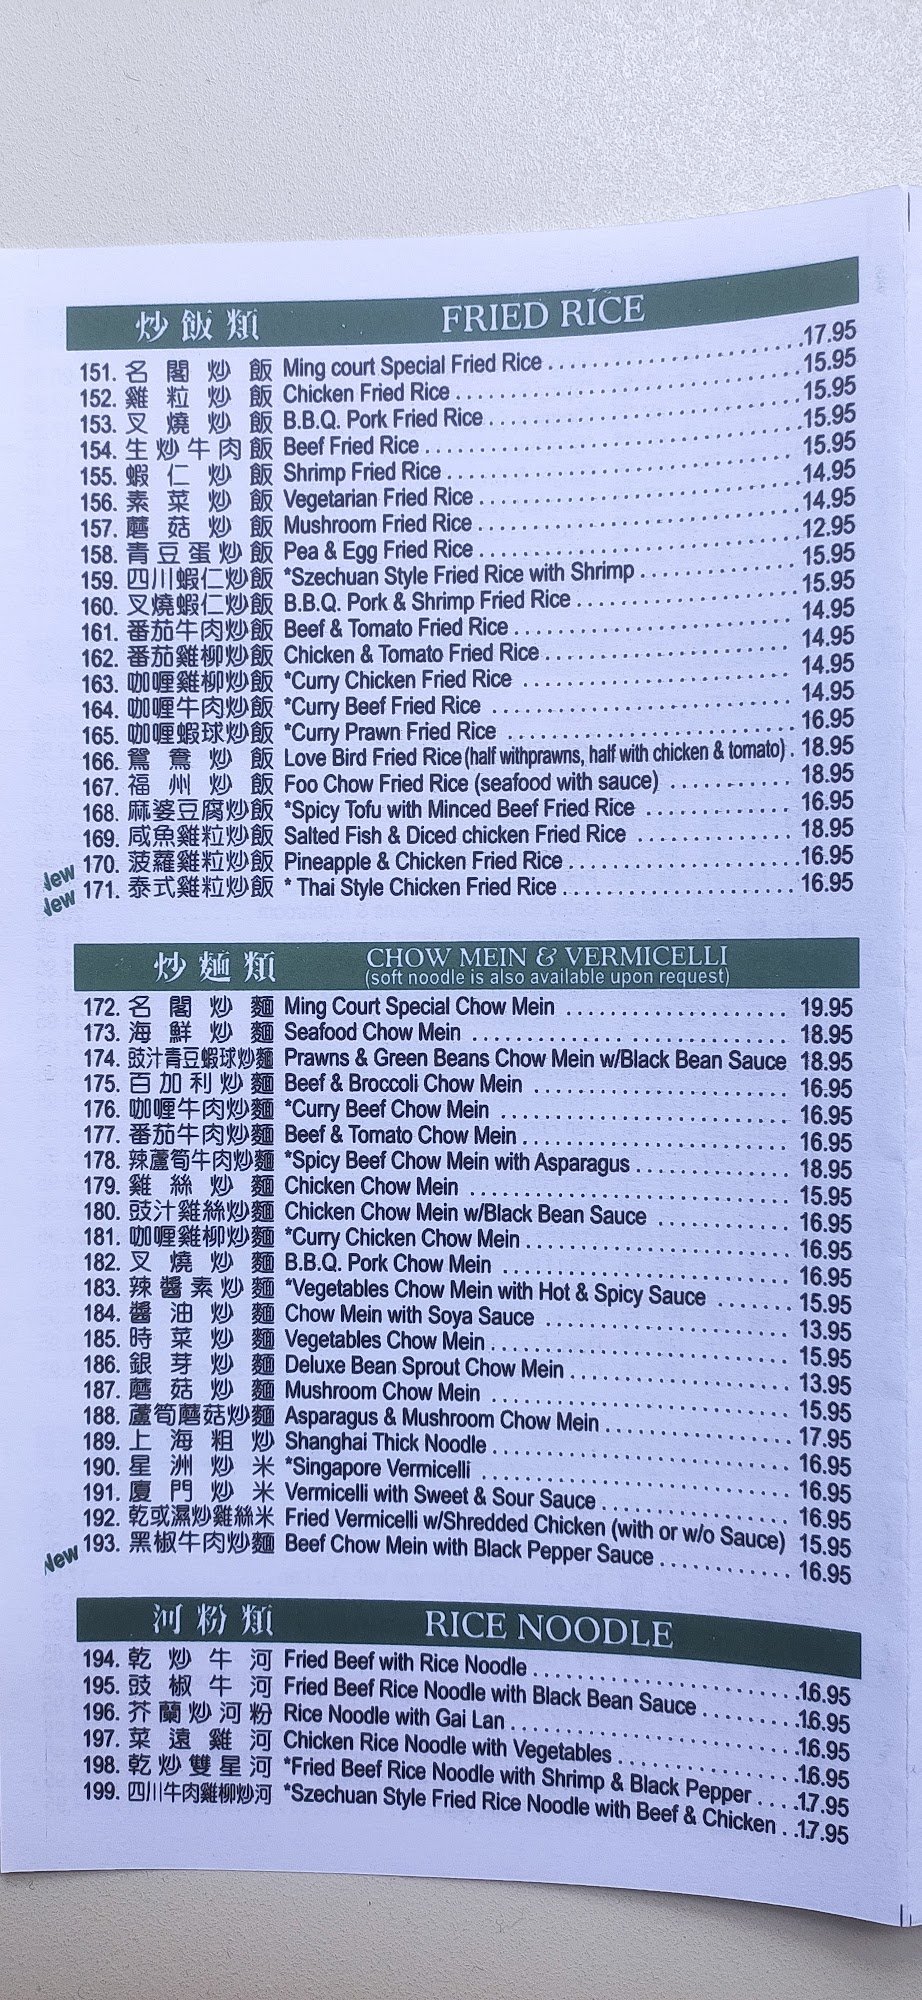 炒飯類 FRIED RICE
151. 名閣炒飯 Ming court Special Fried Rice . . . . . 17.95
152. 雞粒炒飯 Chicken Fried Rice . . . . . 15.95
153. 叉燒炒飯 B.B.Q. Pork Fried Rice . . . . . 15.95
154. 生炒牛肉飯 Beef Fried Rice . . . . . 15.95
155. 蝦仁炒飯 Shrimp Fried Rice . . . . . 15.95
156. 素菜炒飯 Vegetarian Fried Rice . . . . . 14.95
157. 蘑菇炒飯 Mushroom Fried Rice . . . . . 14.95
158. 青豆蛋炒飯 Pea & Egg Fried Rice . . . . . 12.95
159. 四川蝦仁炒飯 *Szechuan Style Fried Rice with Shrimp . . . . . 15.95
160. 叉燒蝦仁炒飯 B.B.Q. Pork & Shrimp Fried Rice . . . . . 15.95
161. 番茄牛肉炒飯 Beef & Tomato Fried Rice . . . . . 14.95
162. 番茄雞柳炒飯 Chicken & Tomato Fried Rice . . . . . 14.95
163. 咖喱雞柳炒飯 *Curry Chicken Fried Rice . . . . . 14.95
164. 咖喱牛肉炒飯 *Curry Beef Fried Rice . . . . . 14.95
165. 咖喱蝦球炒飯 *Curry Prawn Fried Rice . . . . . 16.95
166. 鴛鴦炒飯 Love Bird Fried Rice (half withprawns, half with chicken & tomato) . 18.95
167. 福州炒飯 Foo Chow Fried Rice (seafood with sauce) . . . . . 18.95
168. 麻婆豆腐炒飯 *Spicy Tofu with Minced Beef Fried Rice . . . . . 16.95
169. 咸魚雞粒炒飯 Salted Fish & Diced chicken Fried Rice . . . . . 18.95
New 170. 菠蘿雞粒炒飯 Pineapple & Chicken Fried Rice . . . . . 16.95
New 171. 泰式雞粒炒飯 * Thai Style Chicken Fried Rice . . . . . 16.95
炒麵類 CHOW MEIN & VERMICELLI
(soft noodle is also available upon request)
172. 名閣炒麵 Ming Court Special Chow Mein . . . . . 19.95
173. 海鮮炒麵 Seafood Chow Mein . . . . . 18.95
174. 豉汁青豆蝦球炒麵 Prawns & Green Beans Chow Mein w/Black Bean Sauce 18.95
175. 百加利炒麵 Beef & Broccoli Chow Mein . . . . . 16.95
176. 咖喱牛肉炒麵 *Curry Beef Chow Mein . . . . . 16.95
177. 番茄牛肉炒麵 Beef & Tomato Chow Mein . . . . . 16.95
178. 辣蘆筍牛肉炒麵 *Spicy Beef Chow Mein with Asparagus . . . . . 18.95
179. 雞絲炒麵 Chicken Chow Mein . . . . . 15.95
180. 豉汁雞絲炒麵 Chicken Chow Mein w/Black Bean Sauce . . . . . 16.95
181. 咖喱雞柳炒麵 *Curry Chicken Chow Mein . . . . . 16.95
182. 叉燒炒麵 B.B.Q. Pork Chow Mein . . . . . 16.95
183. 辣醬素炒麵 *Vegetables Chow Mein with Hot & Spicy Sauce . . . . . 15.95
184. 醬油炒麵 Chow Mein with Soya Sauce . . . . . 13.95
185. 時菜炒麵 Vegetables Chow Mein . . . . . 15.95
186. 銀芽炒麵 Deluxe Bean Sprout Chow Mein . . . . . 13.95
187. 蘑菇炒麵 Mushroom Chow Mein . . . . . 15.95
188. 蘆筍蘑菇炒麵 Asparagus & Mushroom Chow Mein . . . . . 17.95
189. 上海粗炒 Shanghai Thick Noodle . . . . . 16.95
190. 星洲炒米 *Singapore Vermicelli . . . . . 16.95
191. 廈門炒米 Vermicelli with Sweet & Sour Sauce . . . . . 16.95
192. 乾或濕炒雞絲米 Fried Vermicelli w/Shredded Chicken (with or w/o Sauce) 15.95
New 193. 黑椒牛肉炒麵 Beef Chow Mein with Black Pepper Sauce . . . . . 16.95
河粉類 RICE NOODLE
194. 乾炒牛河 Fried Beef with Rice Noodle . . . . . 16.95
195. 豉椒牛河 Fried Beef Rice Noodle with Black Bean Sauce . . . . . 16.95
196. 芥蘭炒河粉 Rice Noodle with Gai Lan . . . . . 16.95
197. 菜遠雞河 Chicken Rice Noodle with Vegetables . . . . . 16.95
198. 乾炒雙星河 *Fried Beef Rice Noodle with Shrimp & Black Pepper . . . . 17.95
199. 四川牛肉雞柳炒河 *Szechuan Style Fried Rice Noodle with Beef & Chicken . . 17.95